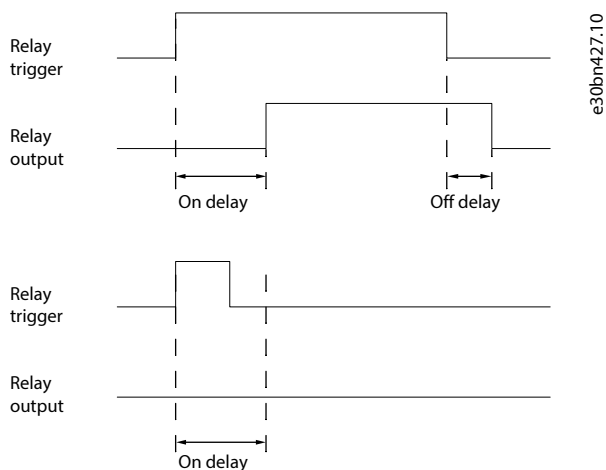 Relay
trigger
Relay
output
On delay
Off delay
Relay
trigger
Relay
output
On delay
e30bn427.10